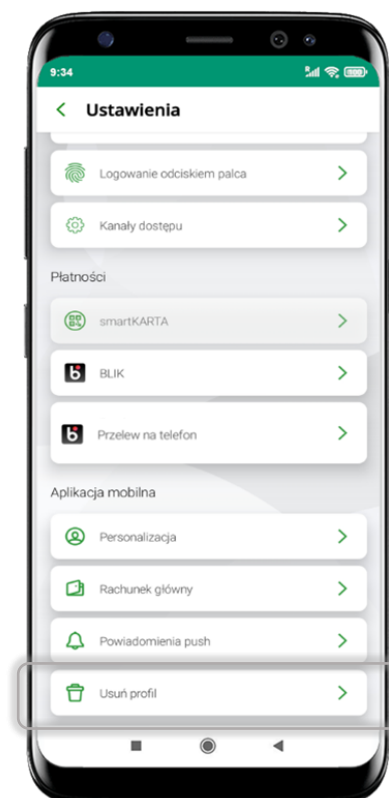 9:34
Ustawienia
Logowanie odciskiem palca
Kanały dostępu
Płatności
smartKARTA
BLIK
Przelew na telefon
Aplikacja mobilna
Personalizacja
Rachunek główny
Powiadomienia push
Usuń profil